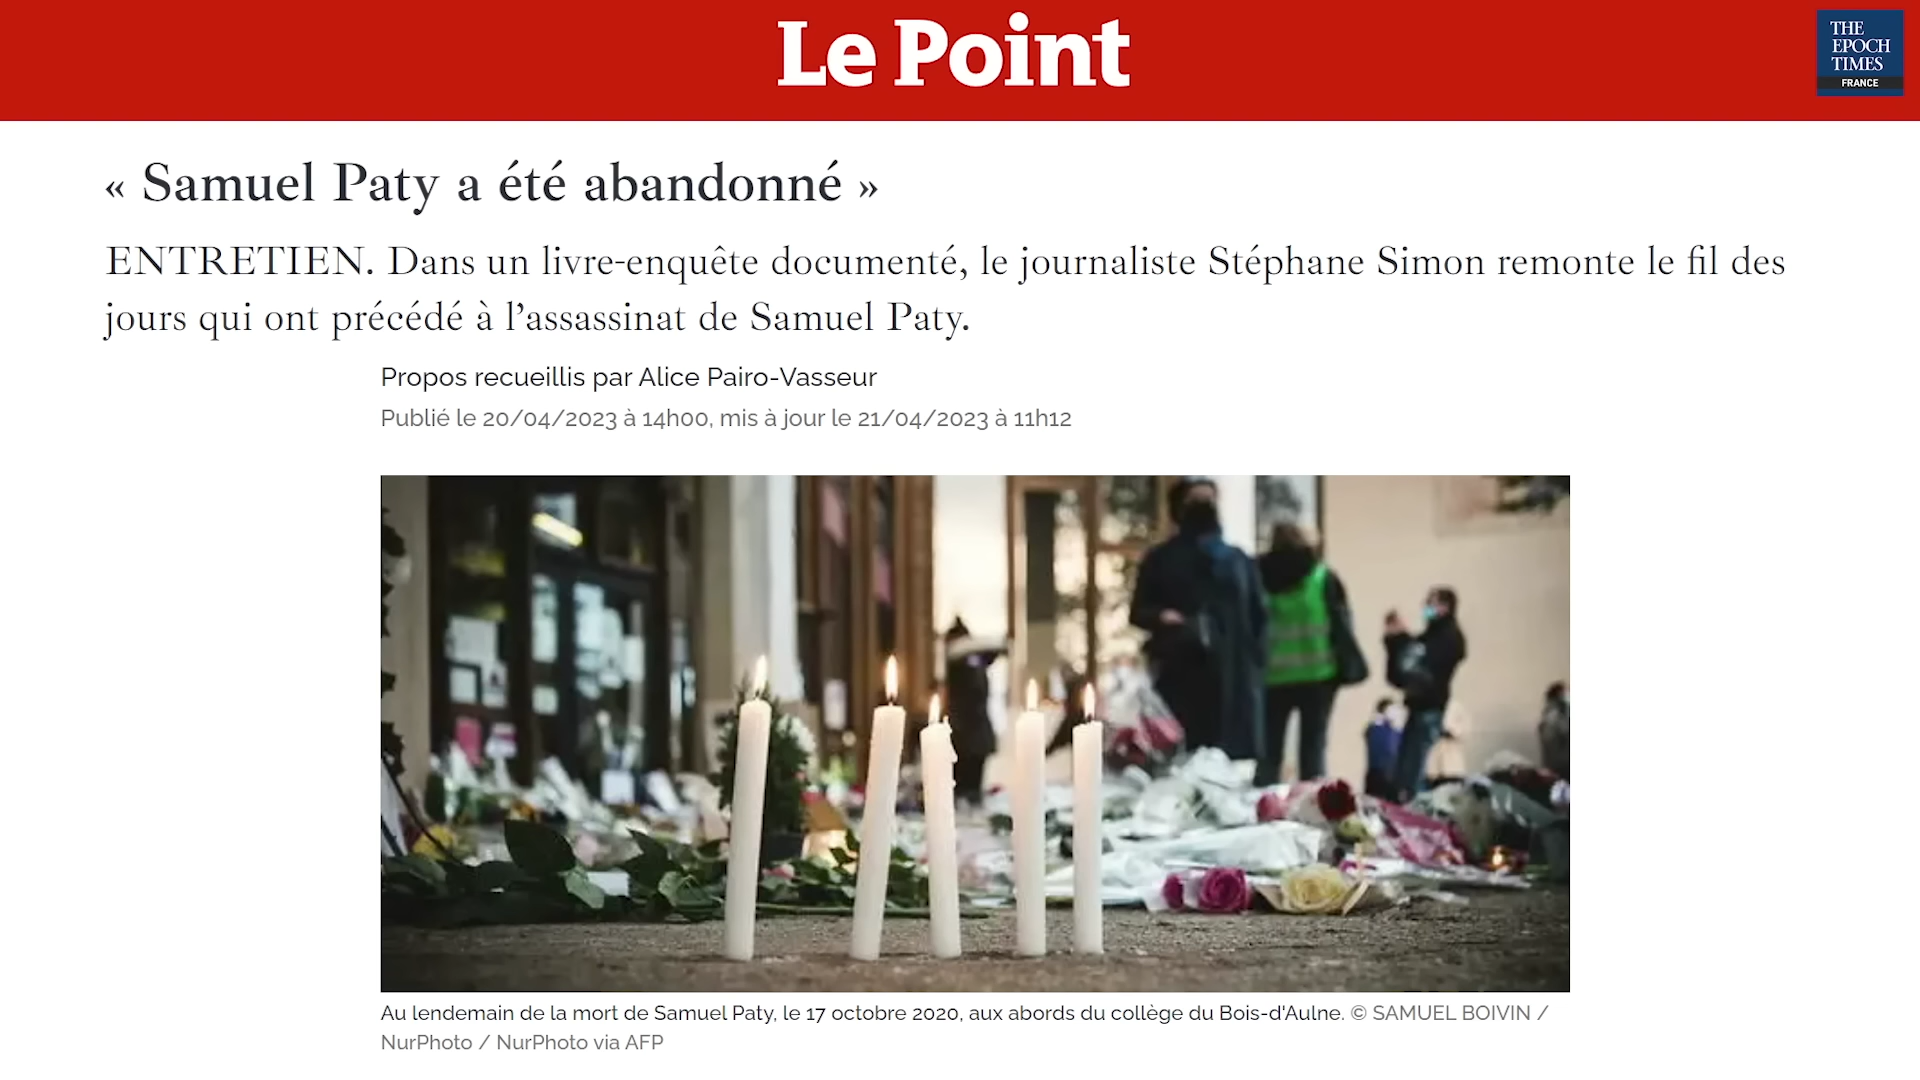 Le Point
THE
EPOCH
TIMES
FRANCE
« Samuel Paty a été abandonné »
ENTRETIEN. Dans un livre-enquête documenté, le journaliste Stéphane Simon remonte le fil des
jours qui ont précédé à l’assassinat de Samuel Paty.
Propos recueillis par Alice Pairo-Vasseur
Publié le 20/04/2023 à 14h00, mis à jour le 21/04/2023 à 11h12
Au lendemain de la mort de Samuel Paty, le 17 octobre 2020, aux abords du collège du Bois-d'Aulne. © SAMUEL BOIVIN /
NurPhoto / NurPhoto via AFP